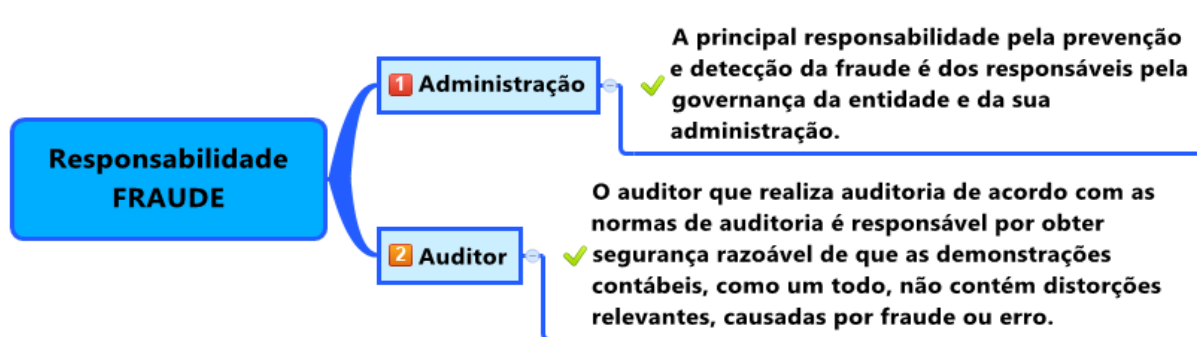 Responsabilidade
FRAUDE
1 Administração
A principal responsabilidade pela prevenção
e detecção da fraude é dos responsáveis pela
governança da entidade e da sua
administração.
2 Auditor
O auditor que realiza auditoria de acordo com as
normas de auditoria é responsável por obter
segurança razoável de que as demonstrações
contábeis, como um todo, não contém distorções
relevantes, causadas por fraude ou erro.